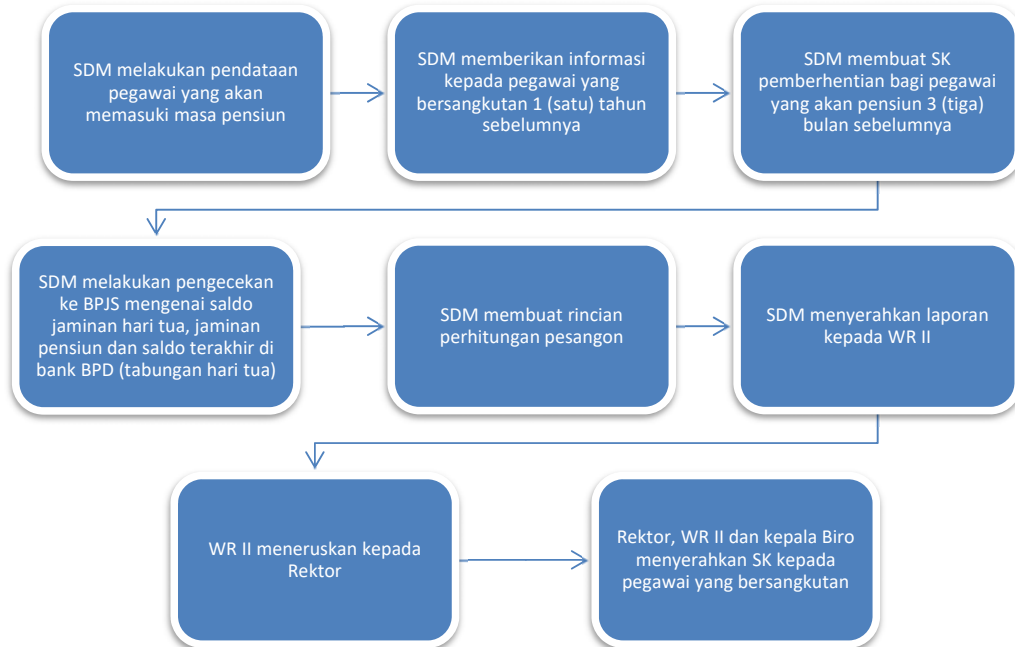 SDM melakukan pendataan
pegawai yang akan
memasuki masa pensiun
SDM memberikan informasi
kepada pegawai yang
bersangkutan 1 (satu) tahun
sebelumnya
SDM membuat SK
pemberhentian bagi pegawai
yang akan pensiun 3 (tiga)
bulan sebelumnya
SDM melakukan pengecekan
ke BPJS mengenai saldo
jaminan hari tua, jaminan
pensiun dan saldo terakhir di
bank BPD (tabungan hari tua)
SDM membuat rincian
perhitungan pesangon
SDM menyerahkan laporan
kepada WR II
WR II meneruskan kepada
Rektor
Rektor, WR II dan kepala Biro
menyerahkan SK kepada
pegawai yang bersangkutan